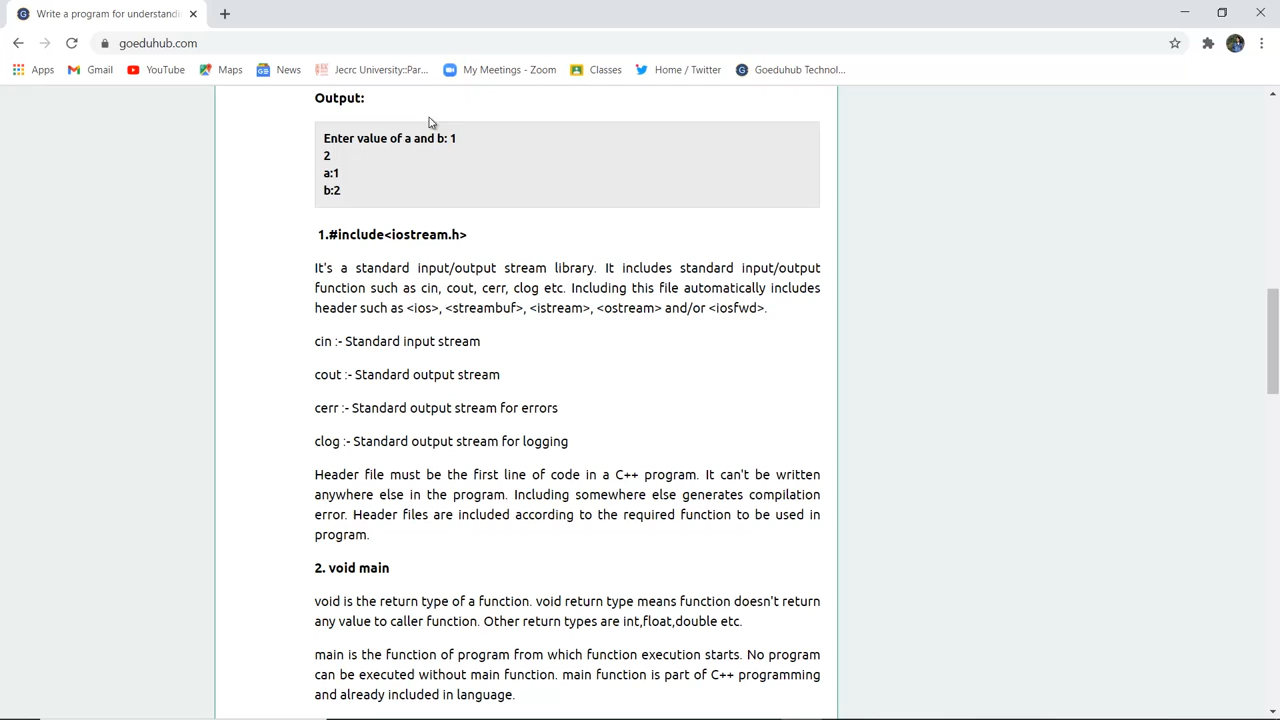 Write a program for understandi
goeduhub.com
Apps Gmail YouTube Maps News Jecrc University::Par... My Meetings - Zoom Classes Home / Twitter Goeduhub Technol...
Output:
Enter value of a and b: 1
2
a:1
b:2
1.#include<iostream.h>
It's a standard input/output stream library. It includes standard input/output
function such as cin, cout, cerr, clog etc. Including this file automatically includes
header such as <ios>, <streambuf>, <istream>, <ostream> and/or <iosfwd>.
cin :- Standard input stream
cout :- Standard output stream
cerr :- Standard output stream for errors
clog :- Standard output stream for logging
Header file must be the first line of code in a C++ program. It can't be written
anywhere else in the program. Including somewhere else generates compilation
error. Header files are included according to the required function to be used in
program.
2. void main
void is the return type of a function. void return type means function doesn't return
any value to caller function. Other return types are int,float,double etc.
main is the function of program from which function execution starts. No program
can be executed without main function. main function is part of C++ programming
and already included in language.